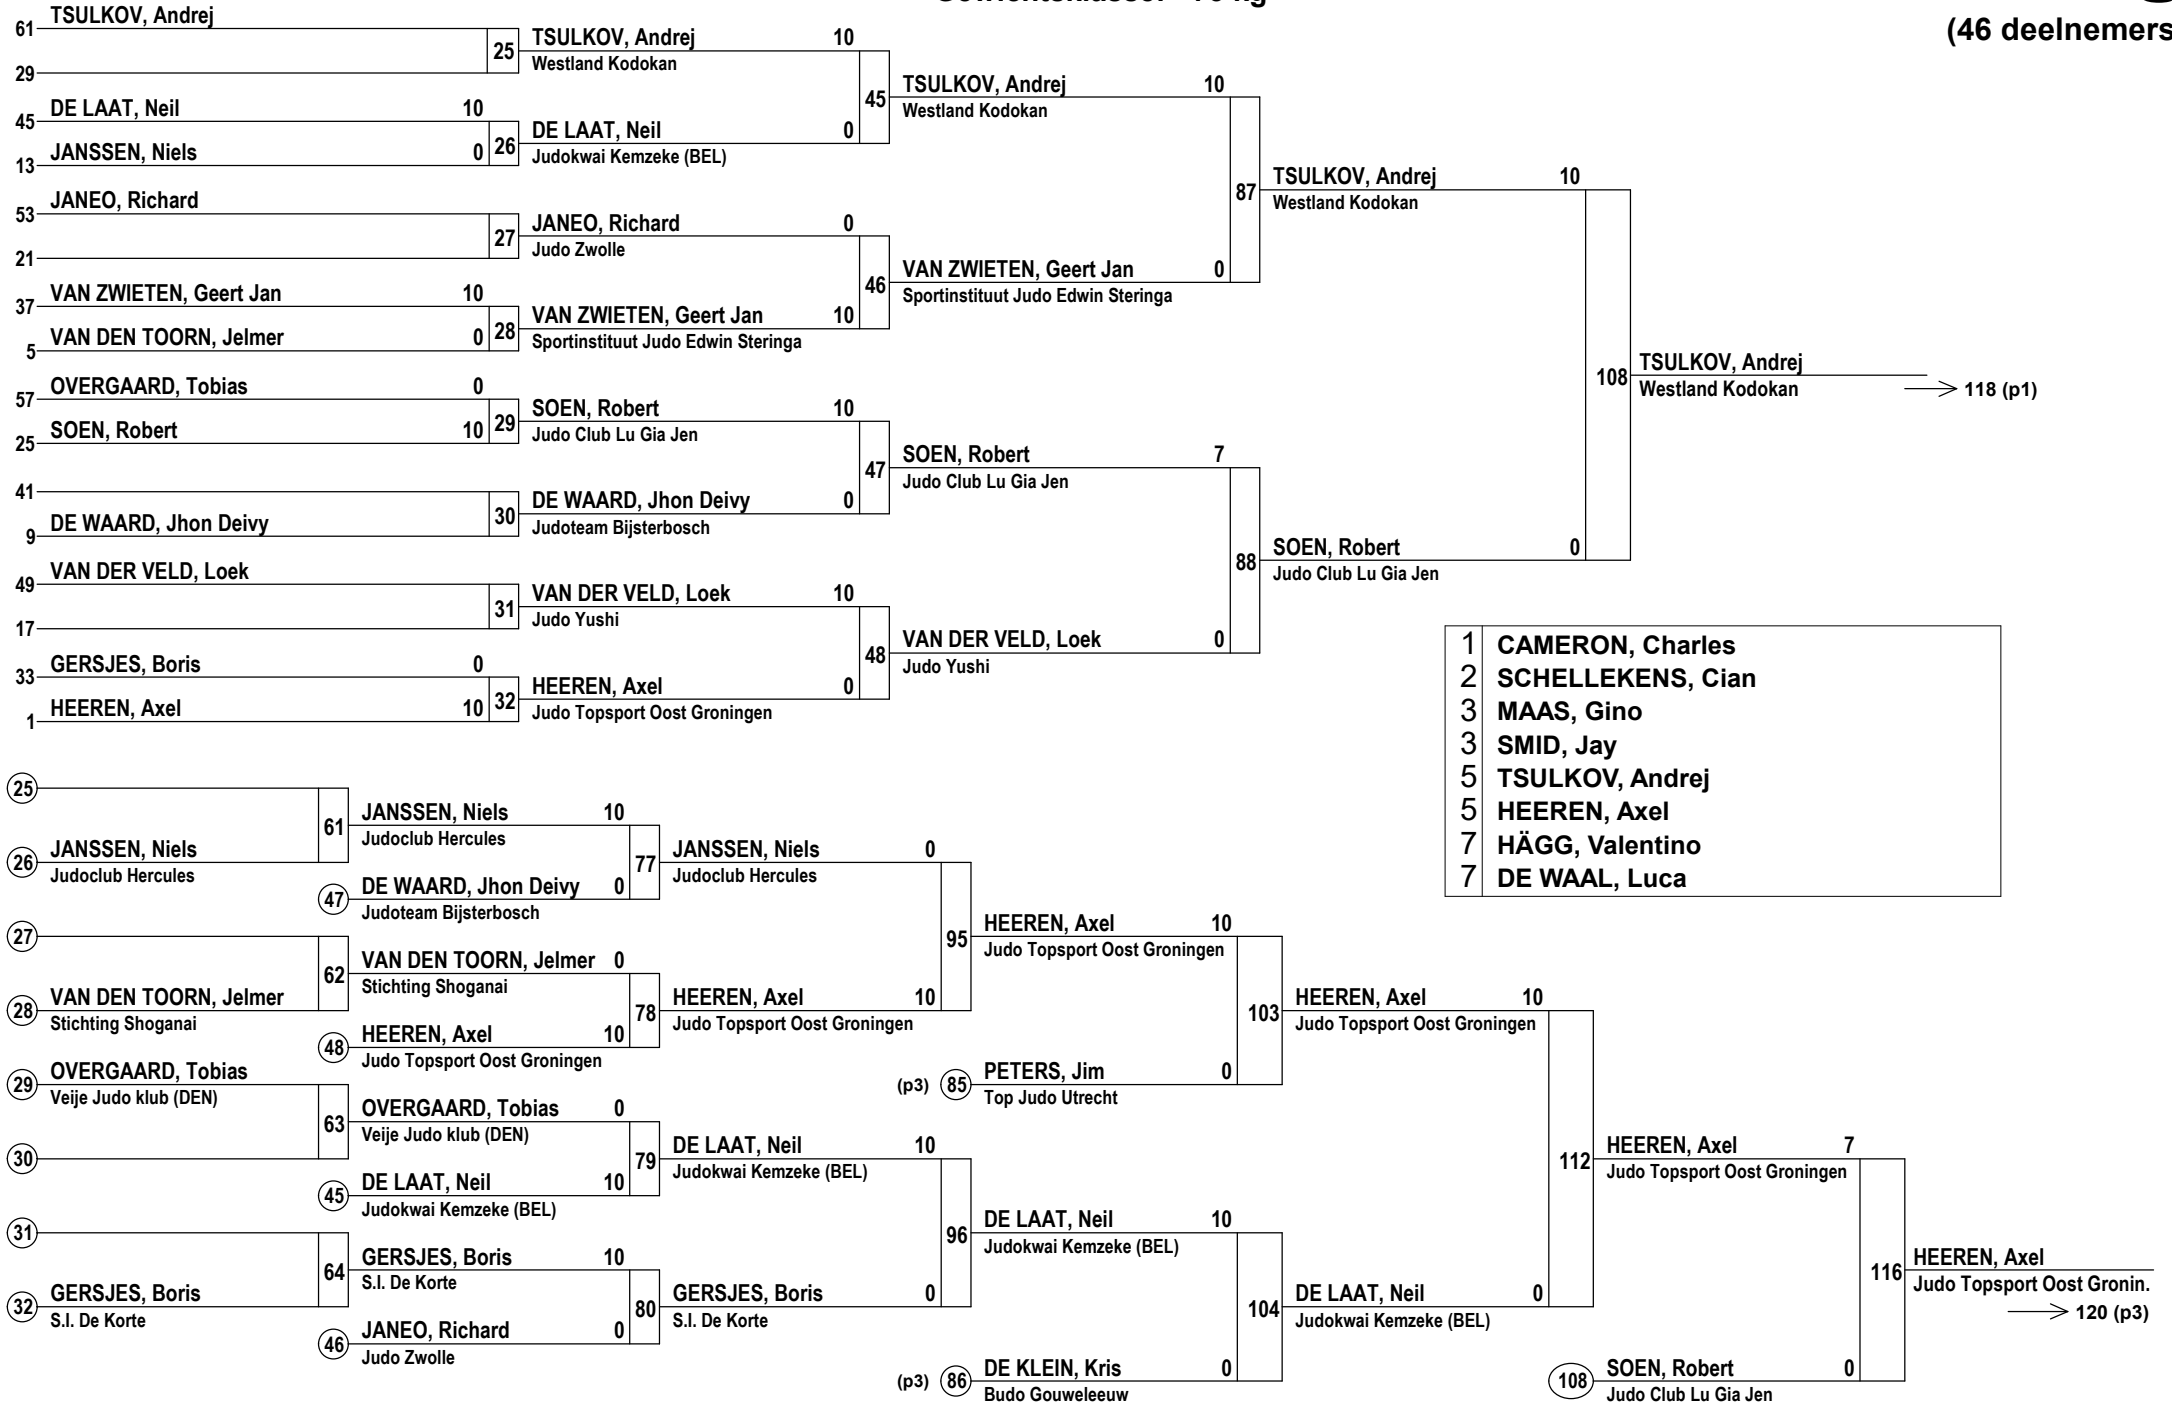 (46 deelnemers
61 TSULKOV, Andrej
29
25
45 DE LAAT, Neil 10
13 JANSSEN, Niels 0
26
53 JANEO, Richard
21
27
37 VAN ZWIETEN, Geert Jan 10
5 VAN DEN TOORN, Jelmer 0
28
57 OVERGAARD, Tobias 0
25 SOEN, Robert 10
29
41
9 DE WAARD, Jhon Deivy
30
49 VAN DER VELD, Loek
17
31
33 GERSJES, Boris 0
1 HEEREN, Axel 10
32
TSULKOV, Andrej 10
Westland Kodokan
45
DE LAAT, Neil 0
Judokwai Kemzeke (BEL)
JANEO, Richard 0
Judo Zwolle
46
VAN ZWIETEN, Geert Jan 10
Sportinstituut Judo Edwin Steringa
SOEN, Robert 10
Judo Club Lu Gia Jen
47
DE WAARD, Jhon Deivy 0
Judoteam Bijsterbosch
VAN DER VELD, Loek 10
Judo Yushi
48
HEEREN, Axel 0
Judo Topsport Oost Groningen
TSULKOV, Andrej 10
Westland Kodokan
87
VAN ZWIETEN, Geert Jan 0
Sportinstituut Judo Edwin Steringa
SOEN, Robert 7
Judo Club Lu Gia Jen
88
VAN DER VELD, Loek 0
Judo Yushi
TSULKOV, Andrej 10
Westland Kodokan
108
SOEN, Robert 0
Judo Club Lu Gia Jen
TSULKOV, Andrej
Westland Kodokan
118 (p1)
1 CAMERON, Charles
2 SCHELLEKENS, Cian
3 MAAS, Gino
3 SMID, Jay
5 TSULKOV, Andrej
5 HEEREN, Axel
7 HÄGG, Valentino
7 DE WAAL, Luca
25
26 JANSSEN, Niels
Judoclub Hercules
61
27
28 VAN DEN TOORN, Jelmer
Stichting Shoganai
62
29 OVERGAARD, Tobias
Veije Judo klub (DEN)
30
63
31
32 GERSJES, Boris
S.I. De Korte
64
JANSSEN, Niels 10
Judoclub Hercules
77
47 DE WAARD, Jhon Deivy 0
Judoteam Bijsterbosch
VAN DEN TOORN, Jelmer 0
Stichting Shoganai
78
48 HEEREN, Axel 10
Judo Topsport Oost Groningen
OVERGAARD, Tobias 0
Veije Judo klub (DEN)
79
45 DE LAAT, Neil 10
Judokwai Kemzeke (BEL)
GERSJES, Boris 10
S.I. De Korte
80
46 JANEO, Richard 0
Judo Zwolle
JANSSEN, Niels 0
Judoclub Hercules
95
HEEREN, Axel 10
Judo Topsport Oost Groningen
DE LAAT, Neil 10
Judokwai Kemzeke (BEL)
96
GERSJES, Boris 0
S.I. De Korte
HEEREN, Axel 10
Judo Topsport Oost Groningen
103
(p3) 85 PETERS, Jim 0
Top Judo Utrecht
DE LAAT, Neil 10
Judokwai Kemzeke (BEL)
104
(p3) 86 DE KLEIN, Kris 0
Budo Gouweleeuw
HEEREN, Axel 10
Judo Topsport Oost Groningen
112
DE LAAT, Neil 0
Judokwai Kemzeke (BEL)
HEEREN, Axel 7
Judo Topsport Oost Groningen
116
108 SOEN, Robert 0
Judo Club Lu Gia Jen
HEEREN, Axel
Judo Topsport Oost Gronin.
120 (p3)